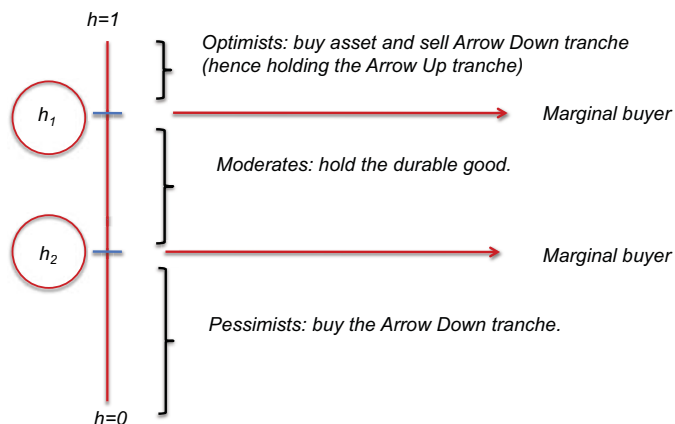 h=1
Optimists: buy asset and sell Arrow Down tranche
(hence holding the Arrow Up tranche)
h1
Marginal buyer
Moderates: hold the durable good.
h2
Marginal buyer
Pessimists: buy the Arrow Down tranche.
h=0